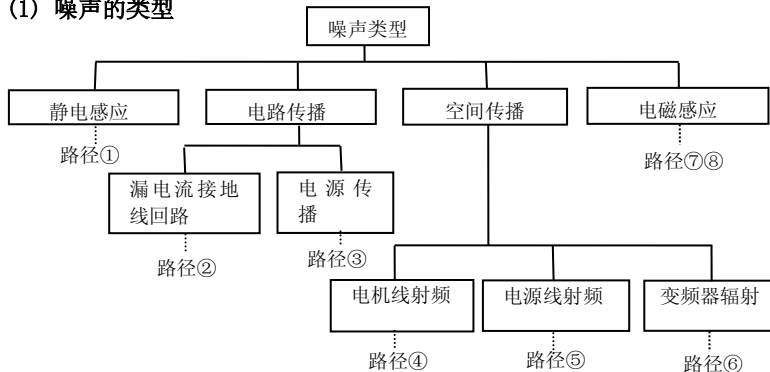 (1) 噪声的类型
噪声类型
静电感应
电路传播
空间传播
电磁感应
路径①
路径⑦⑧
漏电流接地
线回路
电源传
播
路径②
路径③
电机线射频
电源线射频
变频器辐射
路径④
路径⑤
路径⑥